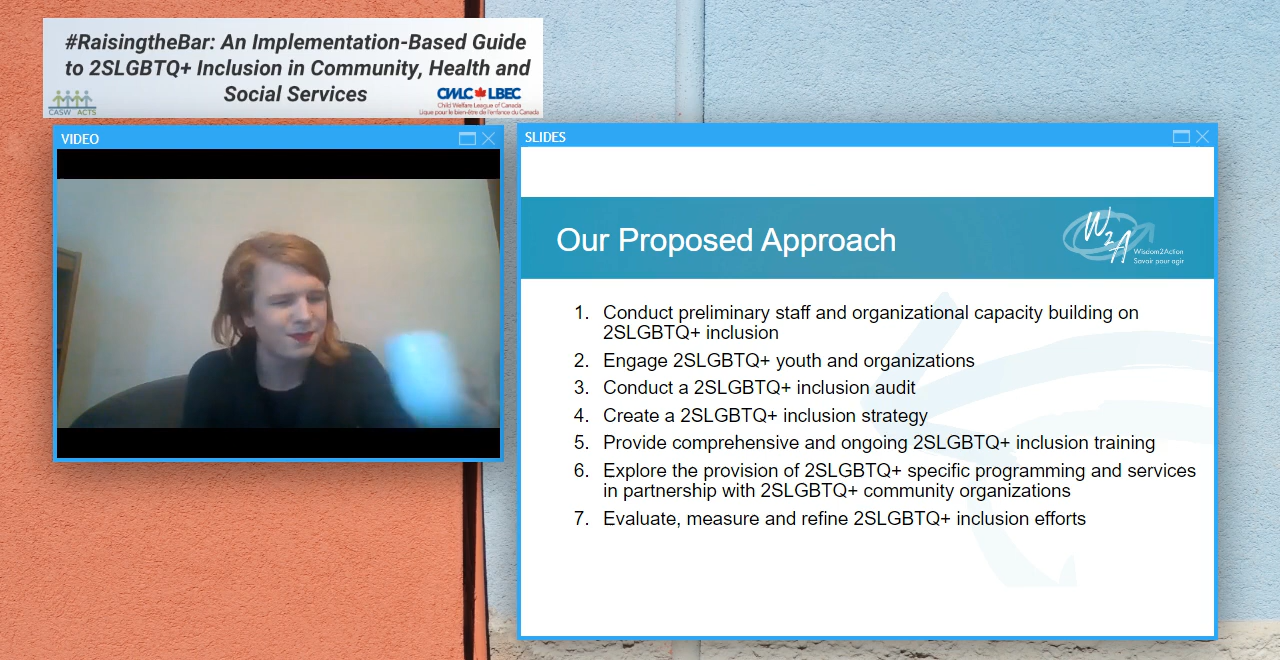 #RaisingtheBar: An Implementation-Based Guide
to 2SLGBTQ+ Inclusion in Community, Health and
Social Services
CASW ACTS
CWLC LBEC
Child Welfare League of Canada
Ligue pour le bien-être de l'enfance du Canada
VIDEO
SLIDES
Our Proposed Approach
W2A
Wisdom2Action
Savoir pour agir
1. Conduct preliminary staff and organizational capacity building on
2SLGBTQ+ inclusion
2. Engage 2SLGBTQ+ youth and organizations
3. Conduct a 2SLGBTQ+ inclusion audit
4. Create a 2SLGBTQ+ inclusion strategy
5. Provide comprehensive and ongoing 2SLGBTQ+ inclusion training
6. Explore the provision of 2SLGBTQ+ specific programming and services
in partnership with 2SLGBTQ+ community organizations
7. Evaluate, measure and refine 2SLGBTQ+ inclusion efforts